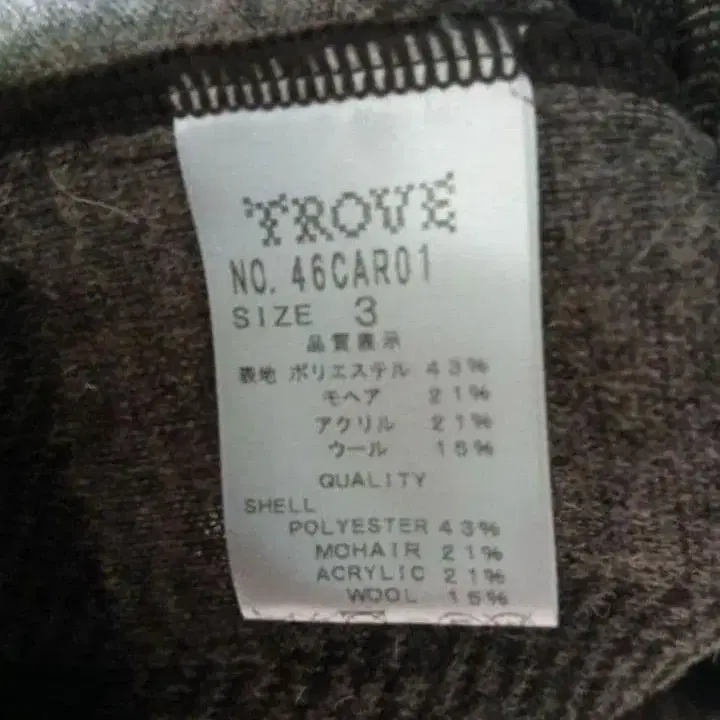 TROVE
NO. 46CAR01
SIZE 3
品質表示
表地 ポリエステル 43%
モヘア 21%
アクリル 21%
ウール 15%
QUALITY
SHELL
POLYESTER 43%
MOHAIR 21%
ACRYLIC 21%
WOOL 15%